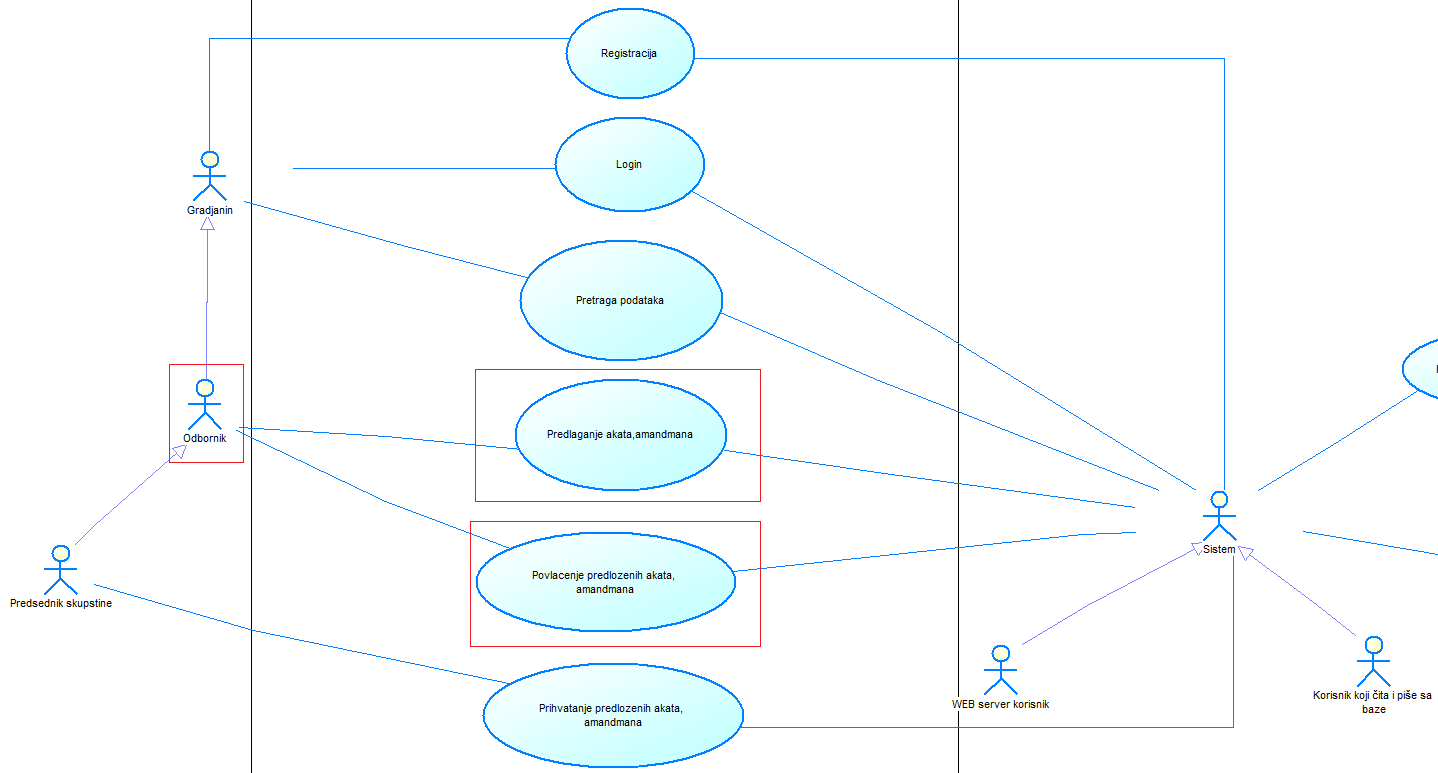 Registracija
Login
Gradjanin
Pretraga podataka
Predlaganje akata,amandmana
Odbornik
Sistem
Povlacenje predlozenih akata,
amandmana
Predsednik skupstine
WEB server korisnik
Korisnik koji čita i piše sa
baze
Prihvatanje predlozenih akata,
amandmana